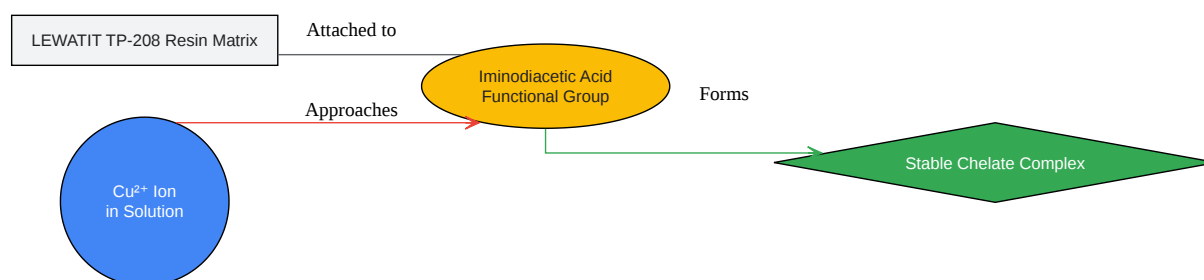 LEWATIT TP-208 Resin Matrix
Attached to
Iminodiacetic Acid
Functional Group
Approaches
Forms
Stable Chelate Complex
Cu²⁺ Ion
in Solution